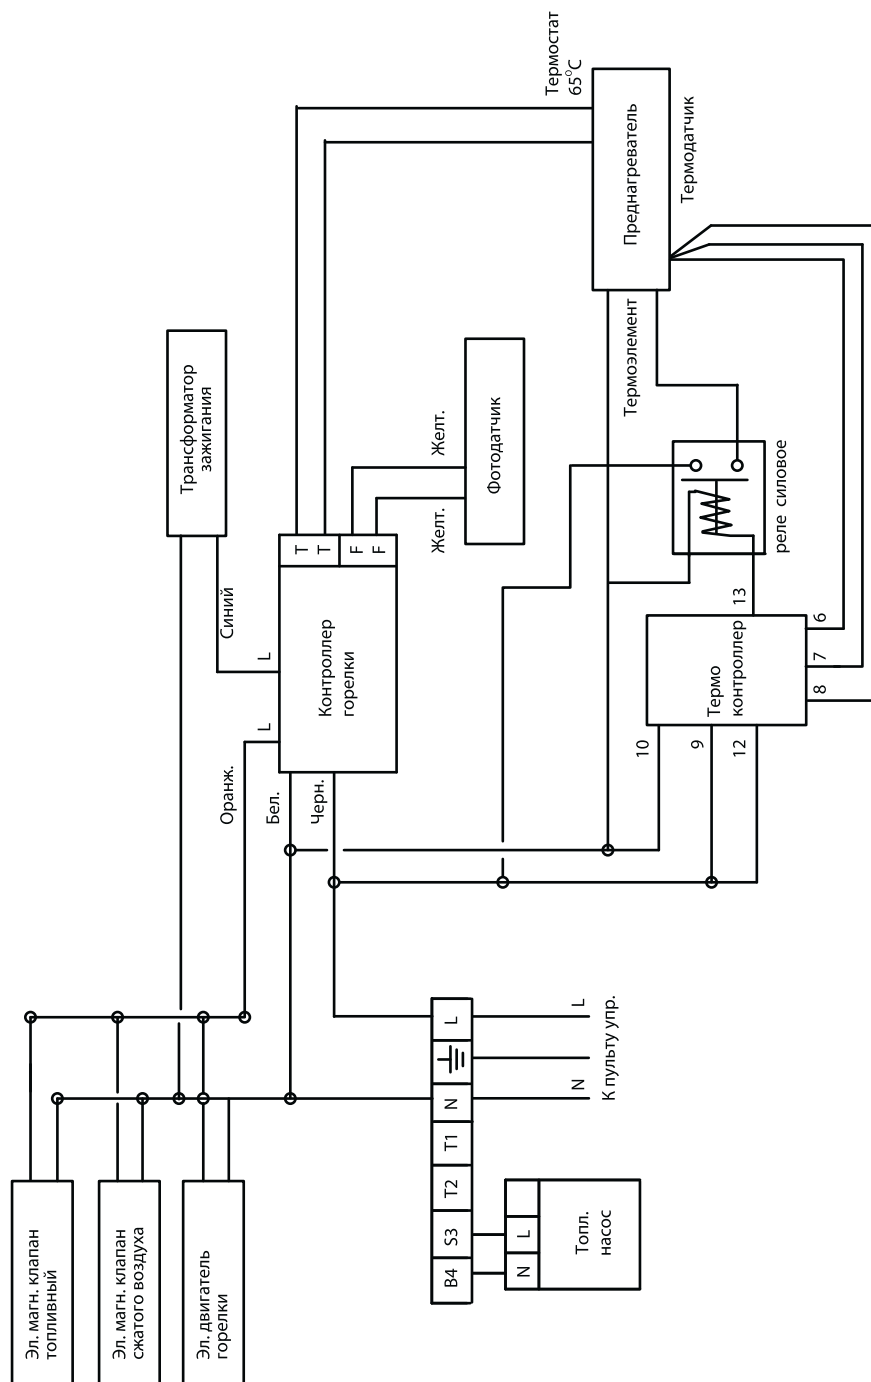 Термостат
65°C
Преднагреватель
Термодатчик
Термоэлемент
Трансформатор
зажигания
Синий
Желт.
Желт.
Фотодатчик
T
T
F
F
L
L
Контроллер
горелки
Оранж.
Бел.
Черн.
реле силовое
13
Термо
контроллер
6
7
8
10
9
12
L
N
T1
T2
S3
B4
L
N
К пульту упр.
L
N
Топл.
насос
Эл. магн. клапан
топливный
Эл. магн. клапан
сжатого воздуха
Эл. двигатель
горелки